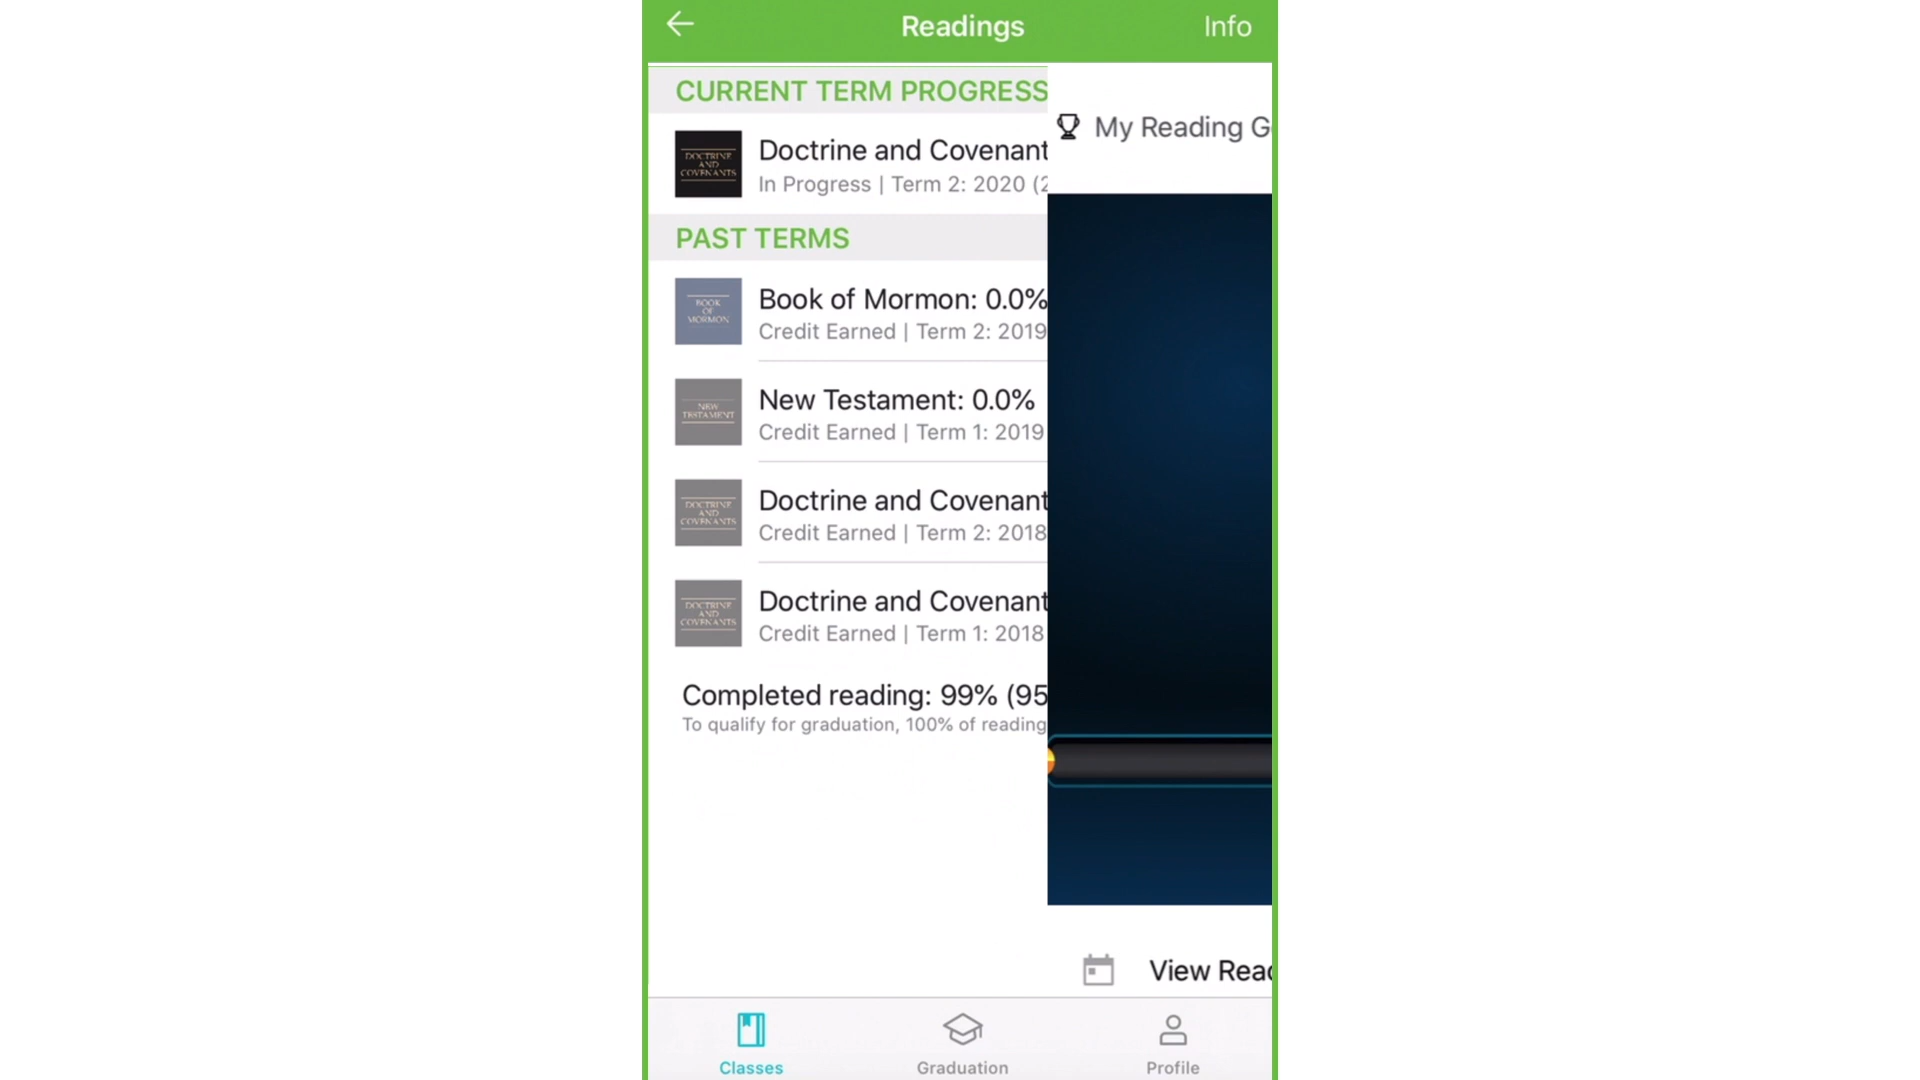 Readings
Info
CURRENT TERM PROGRESS
My Reading G
DOCTRINE
AND
COVENANTS
Doctrine and Covenant
In Progress | Term 2: 2020 (2
PAST TERMS
BOOK
OF
MORMON
Book of Mormon: 0.0%
Credit Earned | Term 2: 2019
NEW
TESTAMENT
New Testament: 0.0%
Credit Earned | Term 1: 2019
DOCTRINE
AND
COVENANTS
Doctrine and Covenant
Credit Earned | Term 2: 2018
DOCTRINE
AND
COVENANTS
Doctrine and Covenant
Credit Earned | Term 1: 2018
Completed reading: 99% (95
To qualify for graduation, 100% of reading
View Read
Classes
Graduation
Profile